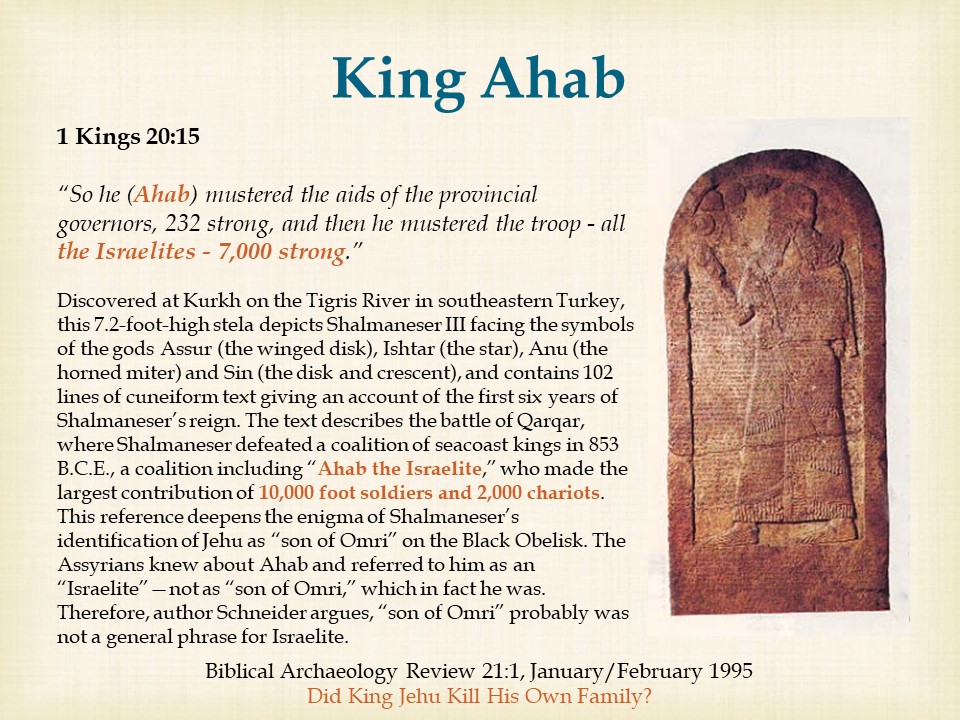 King Ahab
1 Kings 20:15
“So he (Ahab) mustered the aids of the provincial
governors, 232 strong, and then he mustered the troop - all
the Israelites - 7,000 strong.”
Discovered at Kurkh on the Tigris River in southeastern Turkey,
this 7.2-foot-high stela depicts Shalmaneser III facing the symbols
of the gods Assur (the winged disk), Ishtar (the star), Anu (the
horned miter) and Sin (the disk and crescent), and contains 102
lines of cuneiform text giving an account of the first six years of
Shalmaneser’s reign. The text describes the battle of Qarqar,
where Shalmaneser defeated a coalition of seacoast kings in 853
B.C.E., a coalition including “Ahab the Israelite,” who made the
largest contribution of 10,000 foot soldiers and 2,000 chariots.
This reference deepens the enigma of Shalmaneser’s
identification of Jehu as “son of Omri” on the Black Obelisk. The
Assyrians knew about Ahab and referred to him as an
“Israelite”—not as “son of Omri,” which in fact he was.
Therefore, author Schneider argues, “son of Omri” probably was
not a general phrase for Israelite.
Biblical Archaeology Review 21:1, January/February 1995
Did King Jehu Kill His Own Family?